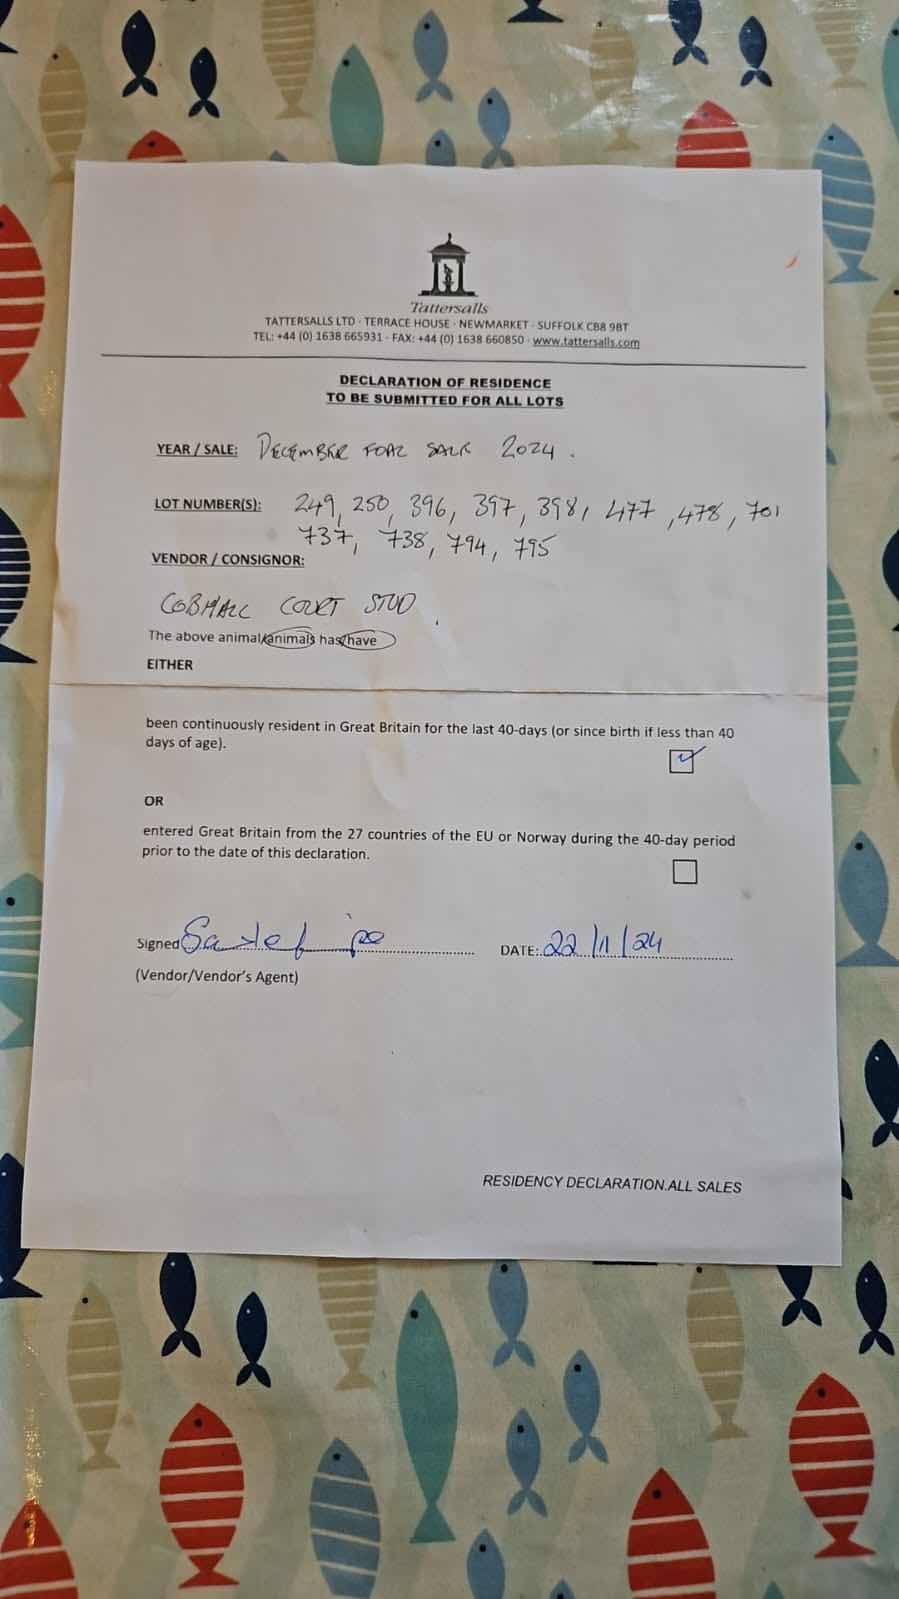 Tattersalls
TATTERSALLS LTD · TERRACE HOUSE · NEWMARKET · SUFFOLK CB8 9BT
TEL: +44 (0) 1638 665931 · FAX: +44 (0) 1638 660850 · www.tattersalls.com
DECLARATION OF RESIDENCE
TO BE SUBMITTED FOR ALL LOTS
YEAR / SALE: DECEMBER FOAL SALE 2024.
LOT NUMBER(S): 249, 250, 396, 397, 398, 477, 478, 701
737, 738, 794, 795
VENDOR / CONSIGNOR:
COBHALL COURT STUD
The above animal/animals has/have
EITHER
been continuously resident in Great Britain for the last 40-days (or since birth if less than 40
days of age).
OR
entered Great Britain from the 27 countries of the EU or Norway during the 40-day period
prior to the date of this declaration.
Signed DATE: 22/11/24
(Vendor/Vendor's Agent)
RESIDENCY DECLARATION.ALL SALES